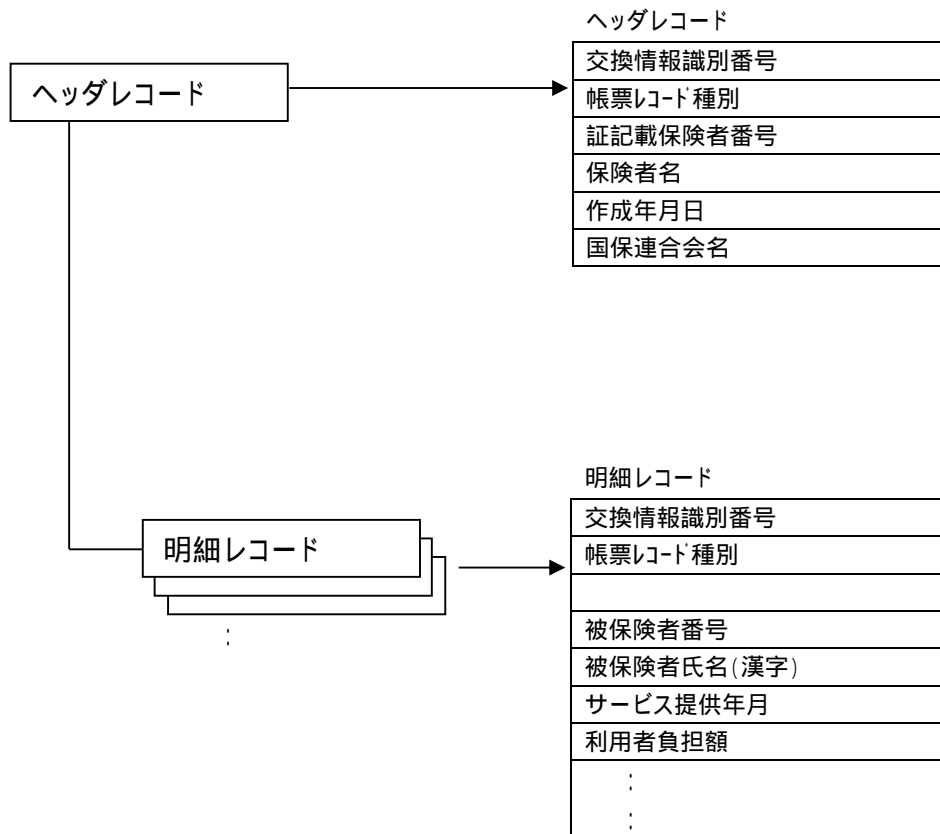 ヘッダレコード
ヘッダレコード
交換情報識別番号
帳票ﾚｺｰﾄﾞ種別
証記載保険者番号
保険者名
作成年月日
国保連合会名
明細レコード
明細レコード
交換情報識別番号
帳票ﾚｺｰﾄﾞ種別
被保険者番号
被保険者氏名(漢字)
サービス提供年月
利用者負担額
:
:
: